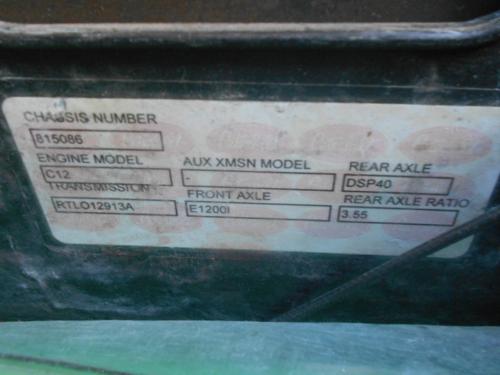 CHASSIS NUMBER
815086
ENGINE MODEL AUX XMSN MODEL REAR AXLE
C12 - DSP40
TRANSMISSION FRONT AXLE REAR AXLE RATIO
RTLO12913A E1200I 3.55